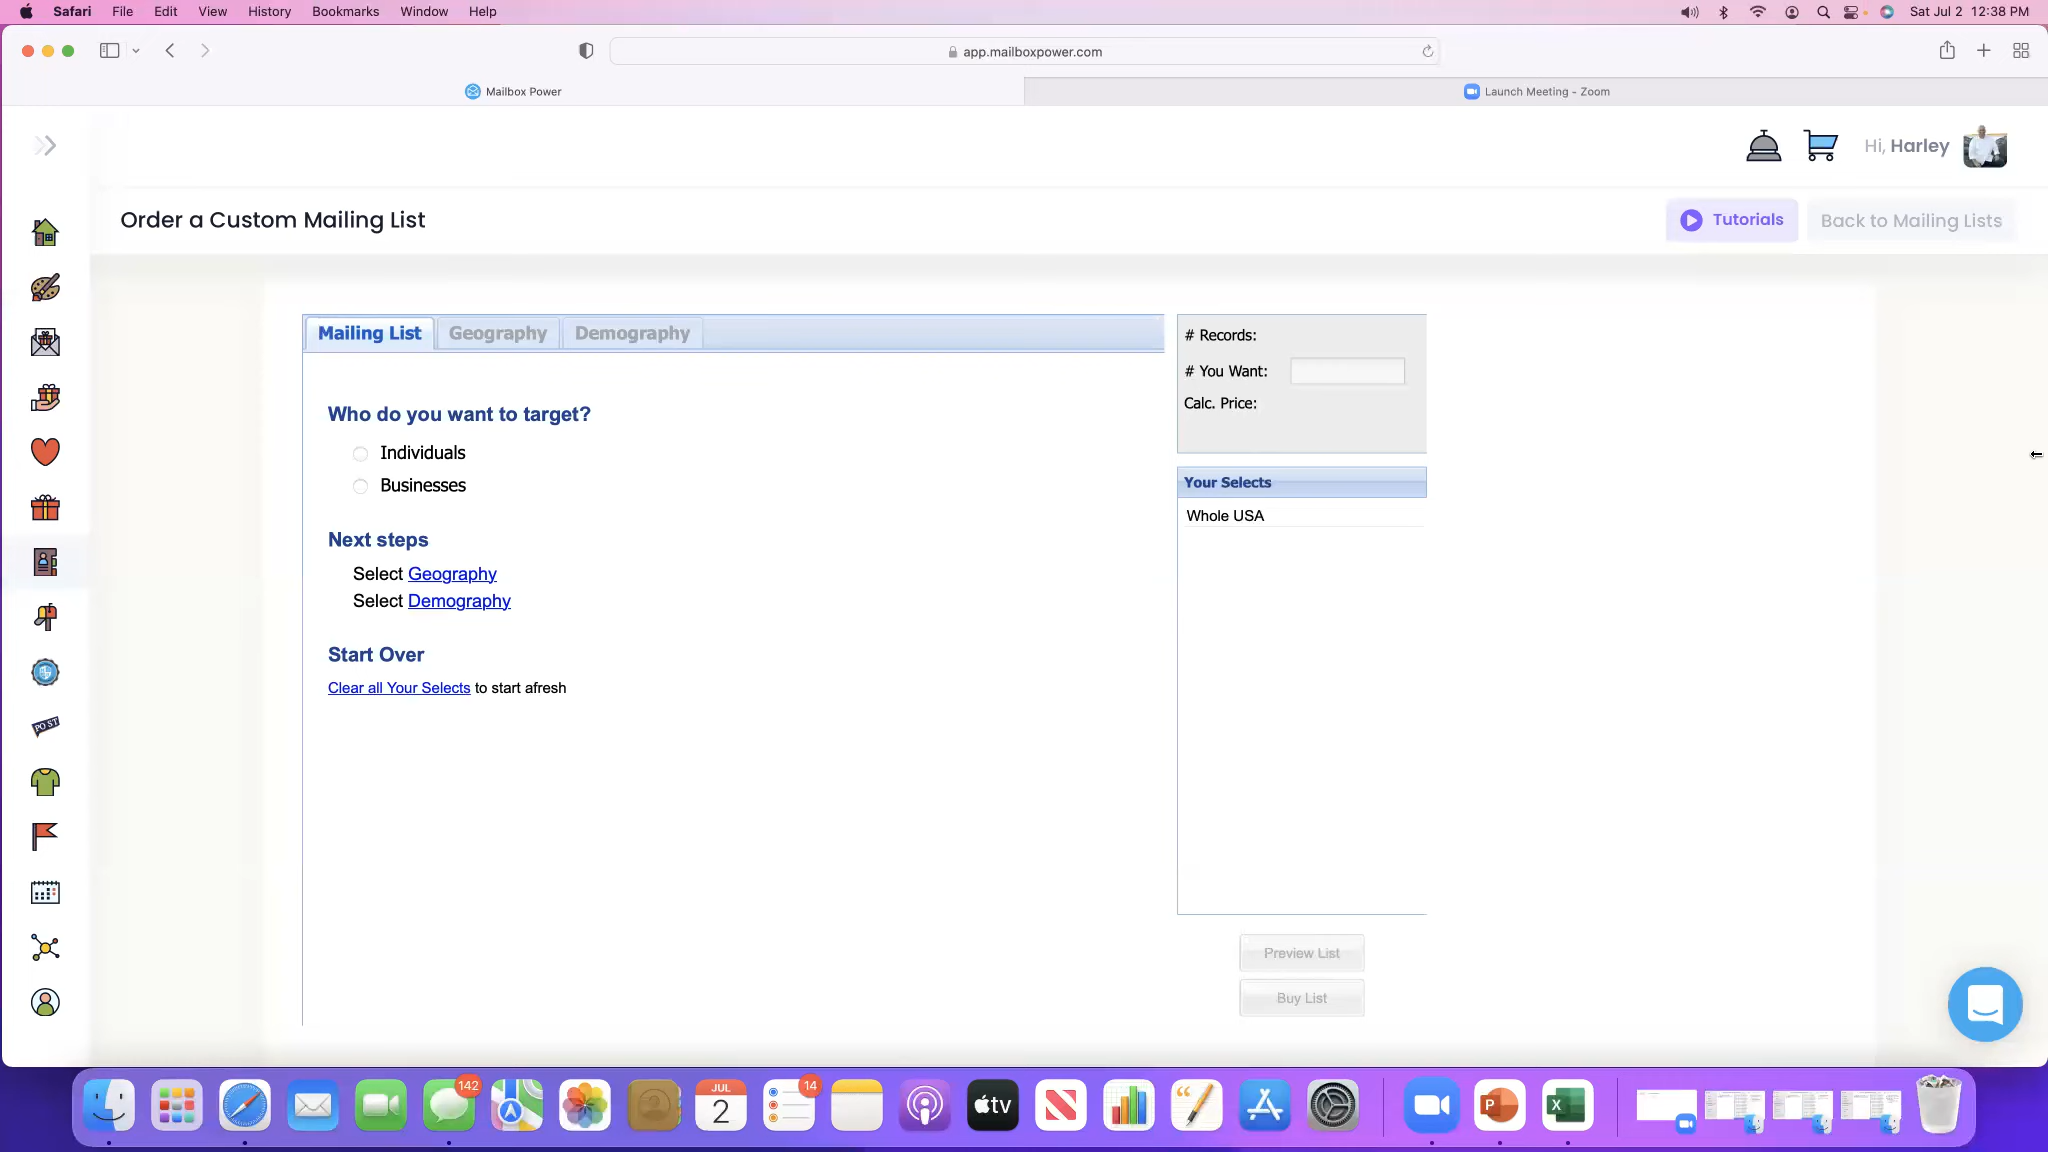 Safari File Edit View History Bookmarks Window Help Sat Jul 2 12:38 PM
app.mailboxpower.com
Mailbox Power
Launch Meeting - Zoom
Hi, Harley
Order a Custom Mailing List
Tutorials
Back to Mailing Lists
Mailing List Geography Demography
# Records:
# You Want:
Calc. Price:
Who do you want to target?
Individuals
Businesses
Your Selects
Whole USA
Next steps
Select Geography
Select Demography
Start Over
Clear all Your Selects to start afresh
POST
Preview List
Buy List
142
JUL
2
14
tv
P
X